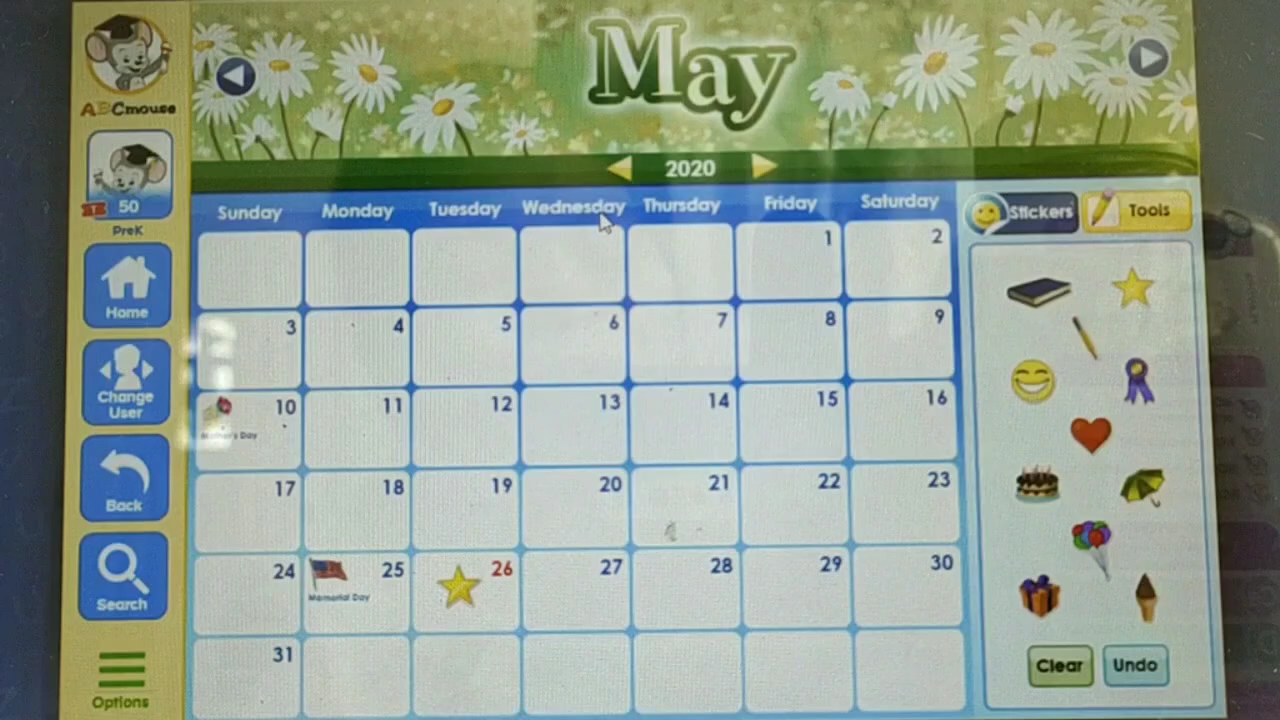 May
ABCmouse
2020
50
PreK
Home
Change
User
Back
Search
Options
Sunday Monday Tuesday Wednesday Thursday Friday Saturday
1 2
3 4 5 6 7 8 9
10 11 12 13 14 15 16
Mother's Day
17 18 19 20 21 22 23
24 25 26 27 28 29 30
Memorial Day
31
Stickers Tools
Clear Undo